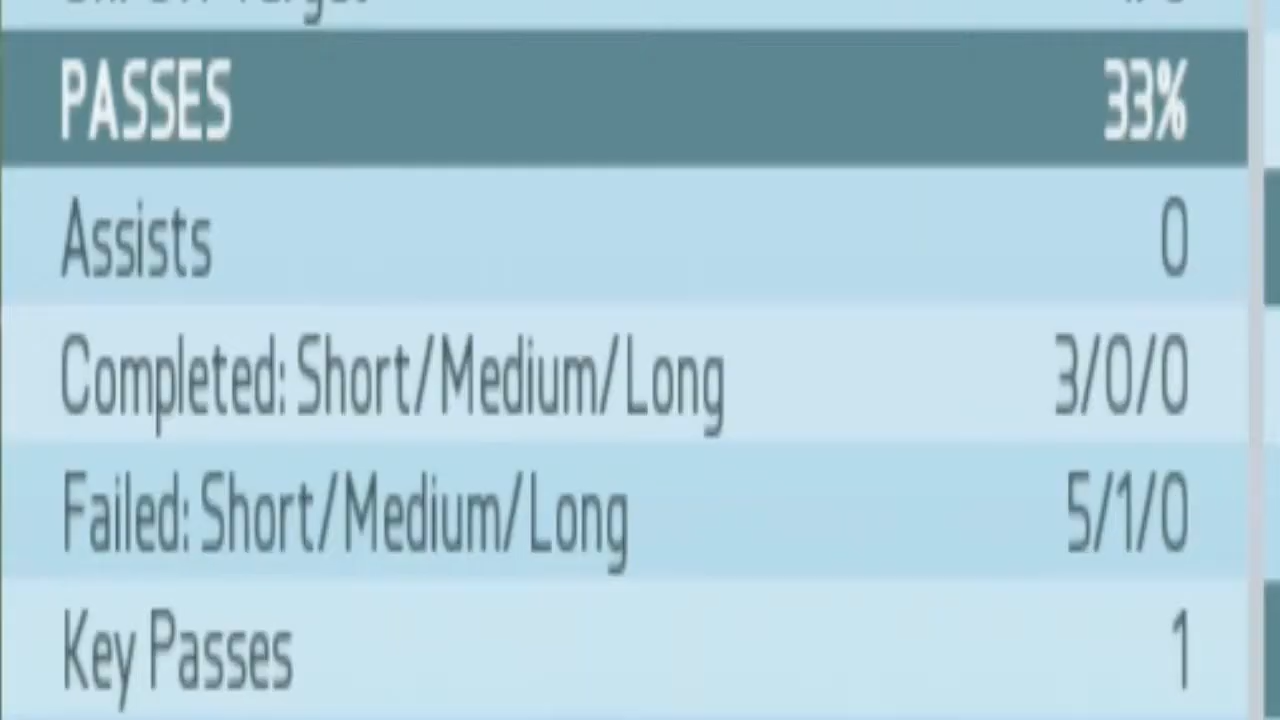 PASSES 33%
Assists 0
Completed: Short/Medium/Long 3/0/0
Failed: Short/Medium/Long 5/1/0
Key Passes 1